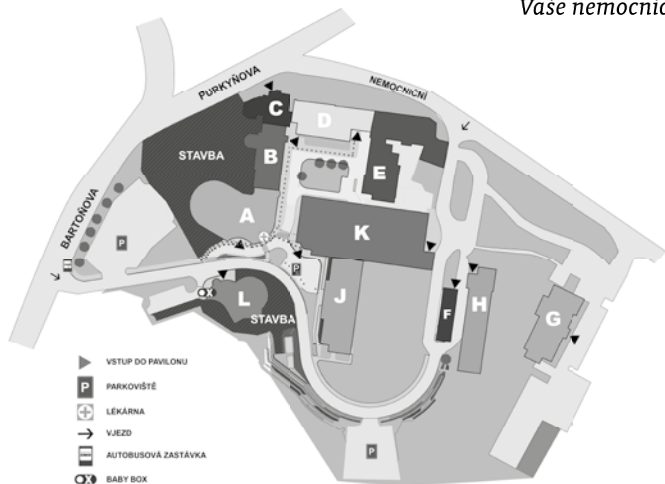 Vaše nemocnic
PURKYŇOVA
NEMOCNIČNÍ
BARTOŇOVA
STAVBA
C
D
B
E
A
K
P
P
L
STAVBA
J
F
H
G
P
VSTUP DO PAVILONU
P PARKOVIŠTĚ
LÉKÁRNA
VJEZD
AUTOBUSOVÁ ZASTÁVKA
BABY BOX